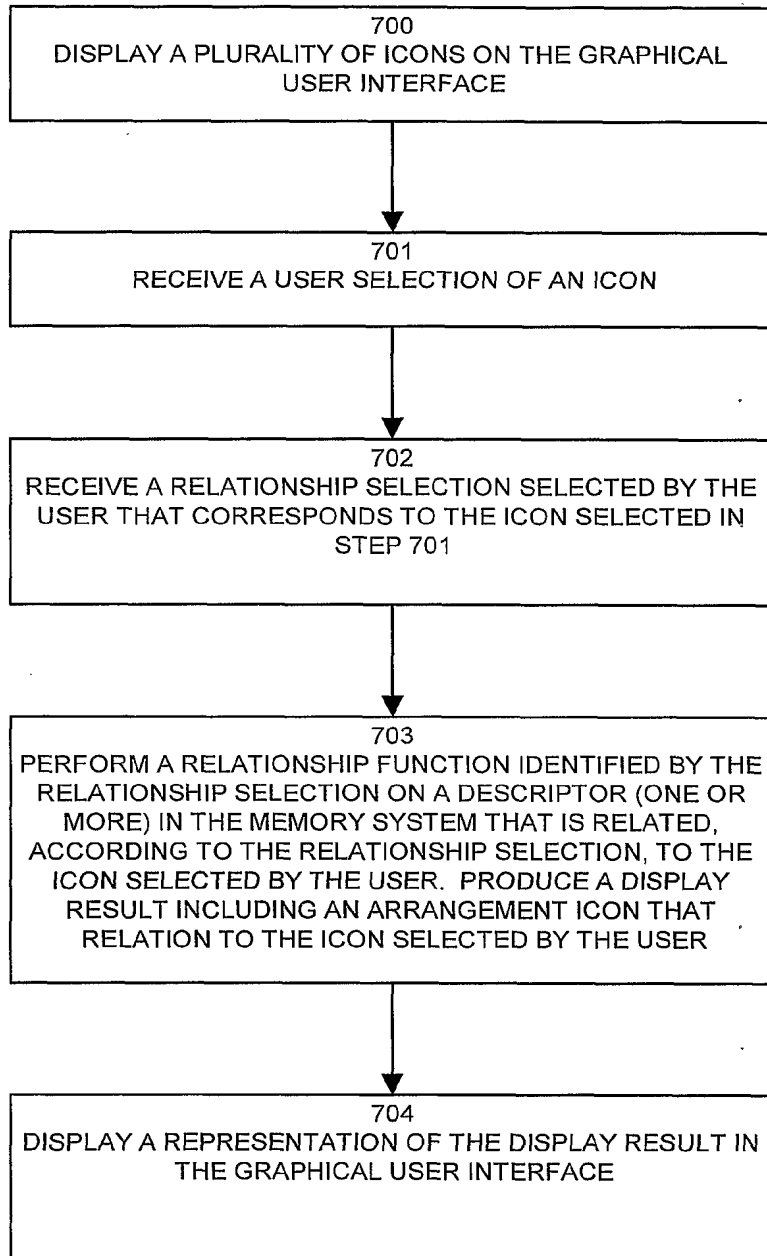 700
DISPLAY A PLURALITY OF ICONS ON THE GRAPHICAL
USER INTERFACE
701
RECEIVE A USER SELECTION OF AN ICON
702
RECEIVE A RELATIONSHIP SELECTION SELECTED BY THE
USER THAT CORRESPONDS TO THE ICON SELECTED IN
STEP 701
703
PERFORM A RELATIONSHIP FUNCTION IDENTIFIED BY THE
RELATIONSHIP SELECTION ON A DESCRIPTOR (ONE OR
MORE) IN THE MEMORY SYSTEM THAT IS RELATED,
ACCORDING TO THE RELATIONSHIP SELECTION, TO THE
ICON SELECTED BY THE USER. PRODUCE A DISPLAY
RESULT INCLUDING AN ARRANGEMENT ICON THAT
RELATION TO THE ICON SELECTED BY THE USER
704
DISPLAY A REPRESENTATION OF THE DISPLAY RESULT IN
THE GRAPHICAL USER INTERFACE